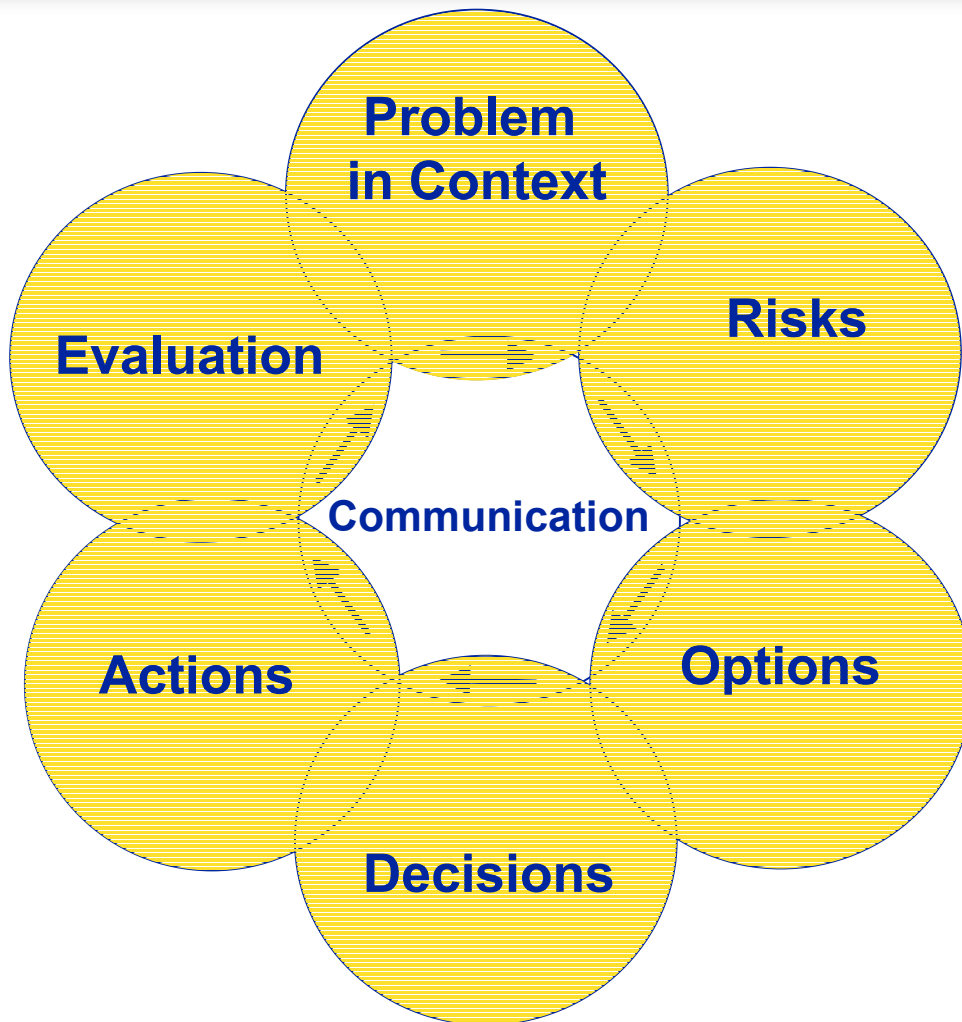 Problem
in Context
Risks
Evaluation
Communication
Options
Actions
Decisions